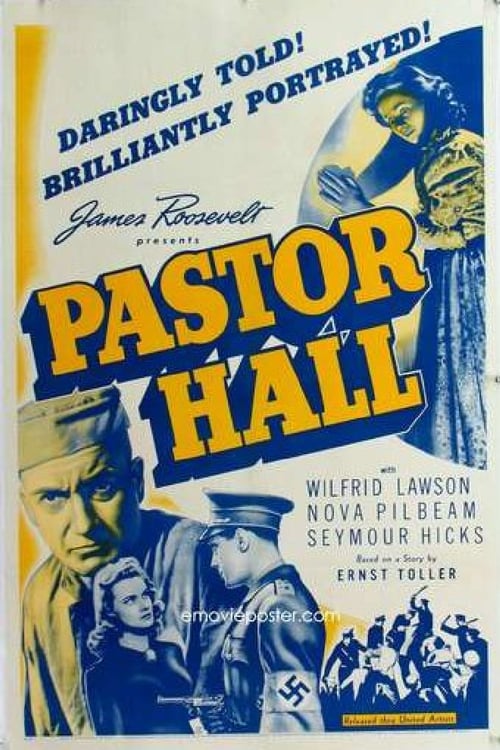 DARINGLY TOLD!
BRILLIANTLY PORTRAYED!
James Roosevelt
presents
PASTOR
HALL
with
WILFRID LAWSON
NOVA PILBEAM
SEYMOUR HICKS
Based on a Story by
ERNST TOLLER
emovieposter.com
Released thru United Artists